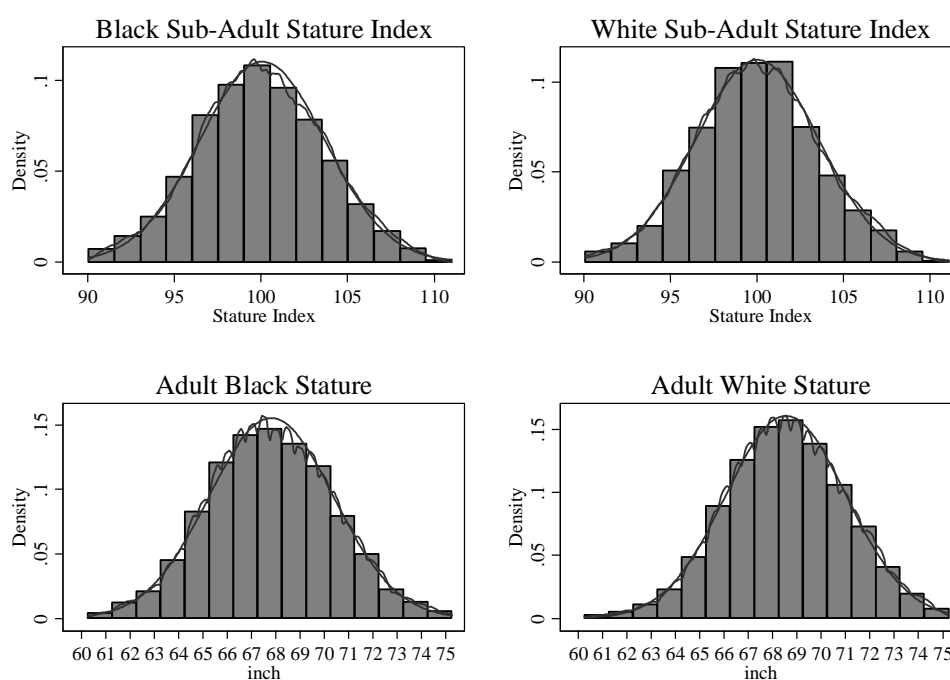 Black Sub-Adult Stature Index
Density
0 .05 .1
90 95 100 105 110
Stature Index
White Sub-Adult Stature Index
Density
0 .05 .1
90 95 100 105 110
Stature Index
Adult Black Stature
Density
0 .05 .1 .15
60 61 62 63 64 65 66 67 68 69 70 71 72 73 74 75
inch
Adult White Stature
Density
0 .05 .1 .15
60 61 62 63 64 65 66 67 68 69 70 71 72 73 74 75
inch